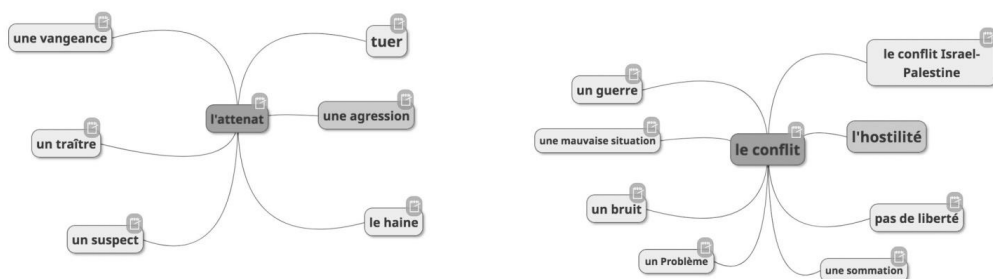 une vangeance
tuer
l'attenat
une agression
un traître
le haine
un suspect
le conflit Israel-
Palestine
un guerre
une mauvaise situation
le conflit
l'hostilité
un bruit
pas de liberté
un Problème
une sommation